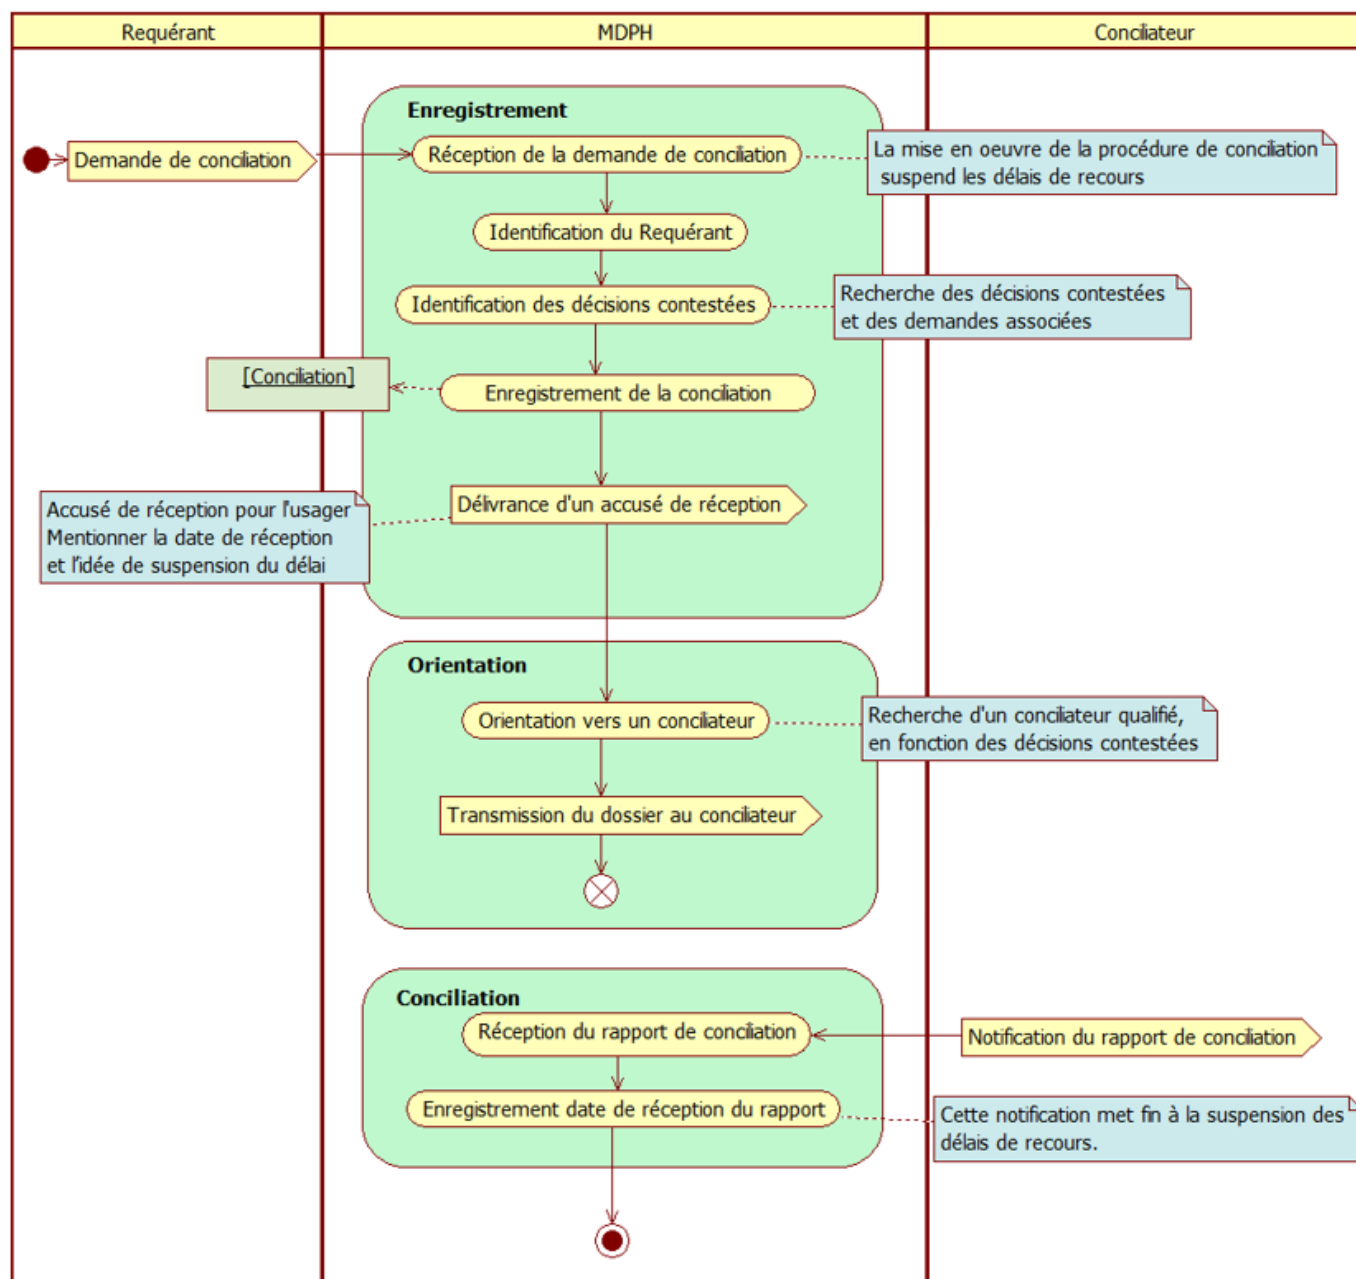 Requérant
MDPH
Conciliateur
Enregistrement
Demande de conciliation
Réception de la demande de conciliation
La mise en oeuvre de la procédure de conciliation
suspend les délais de recours
Identification du Requérant
Identification des décisions contestées
Recherche des décisions contestées
et des demandes associées
[Conciliation]
Enregistrement de la conciliation
Délivrance d'un accusé de réception
Accusé de réception pour l'usager
Mentionner la date de réception
et l'idée de suspension du délai
Orientation
Orientation vers un conciliateur
Recherche d'un conciliateur qualifié,
en fonction des décisions contestées
Transmission du dossier au conciliateur
Conciliation
Réception du rapport de conciliation
Notification du rapport de conciliation
Enregistrement date de réception du rapport
Cette notification met fin à la suspension des
délais de recours.